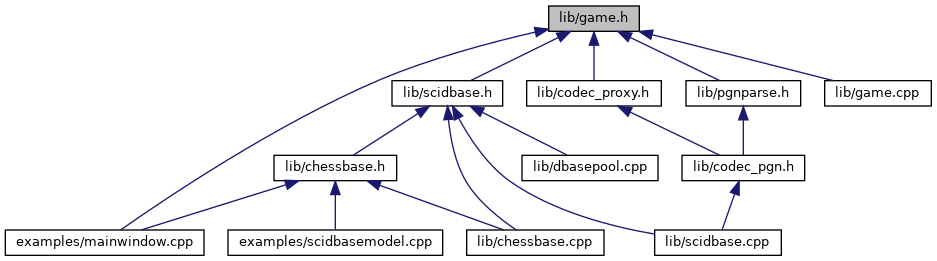 lib/game.h
lib/scidbase.h
lib/codec_proxy.h
lib/pgnparse.h
lib/game.cpp
lib/chessbase.h
lib/dbasepool.cpp
lib/codec_pgn.h
examples/mainwindow.cpp
examples/scidbasemodel.cpp
lib/chessbase.cpp
lib/scidbase.cpp